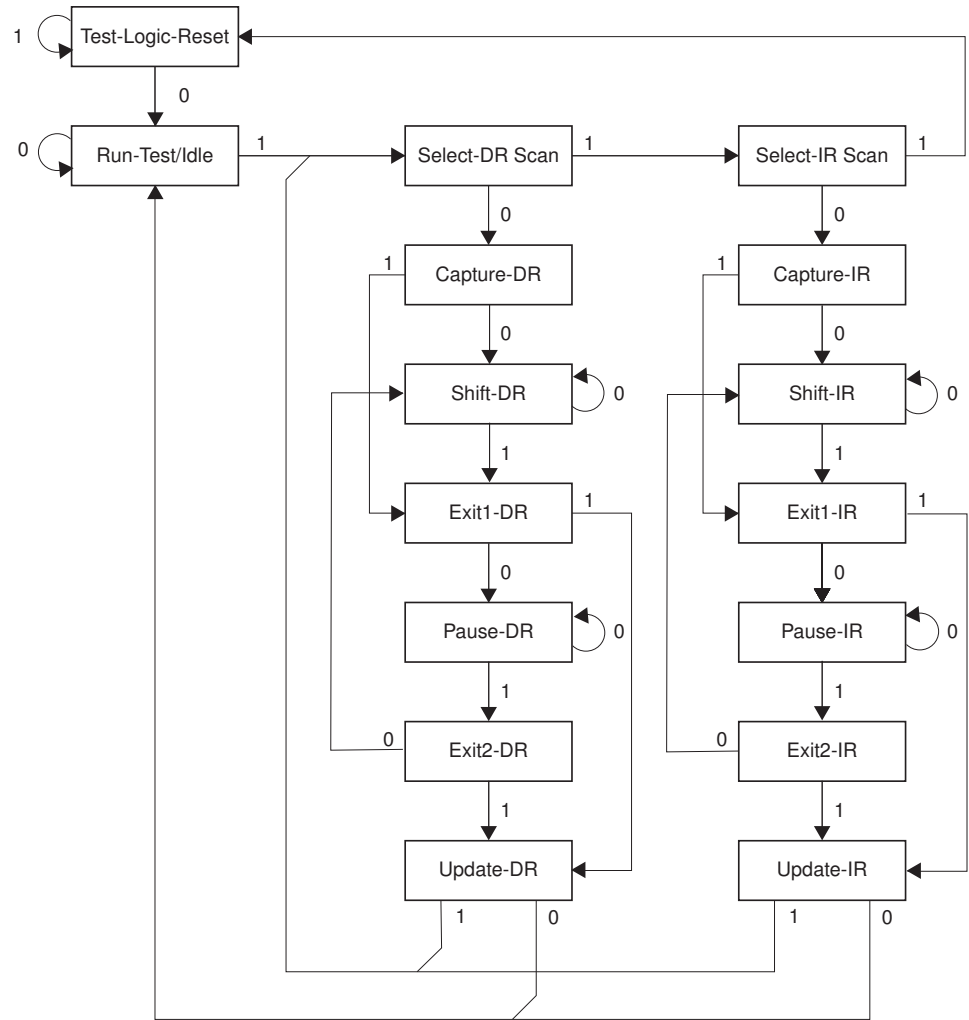 1
Test-Logic-Reset
0
0
Run-Test/Idle
1
Select-DR Scan
1
Select-IR Scan
1
0
0
1
Capture-DR
1
Capture-IR
0
0
Shift-DR
0
Shift-IR
0
1
1
Exit1-DR
1
Exit1-IR
1
0
0
Pause-DR
0
Pause-IR
0
1
1
0
Exit2-DR
0
Exit2-IR
1
1
Update-DR
Update-IR
1
0
1
0